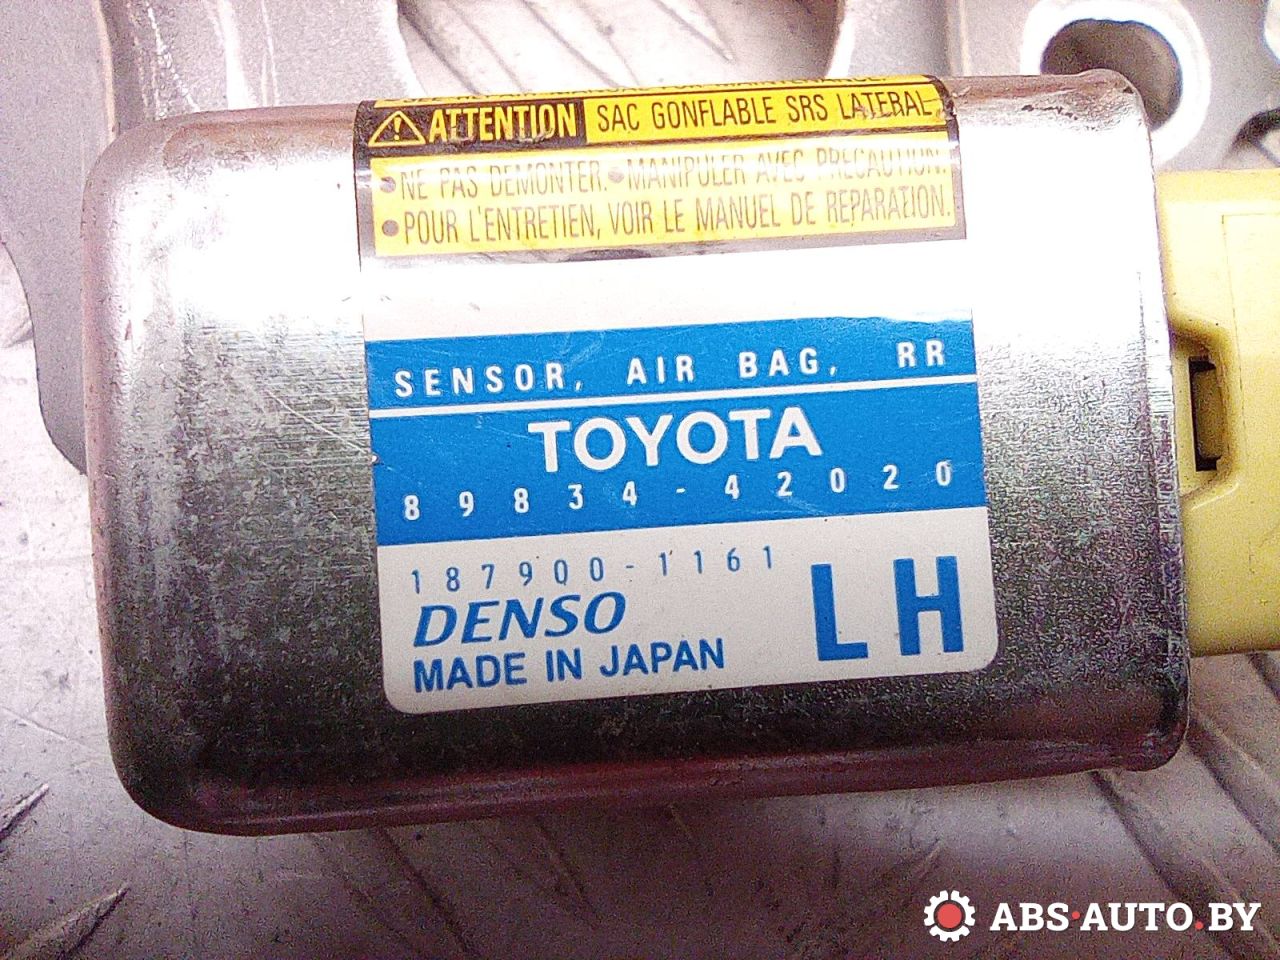 ATTENTION SAC GONFLABLE SRS LATERAL
•NE PAS DEMONTER. •MANIPULER AVEC PRECAUTION.
•POUR L'ENTRETIEN, VOIR LE MANUEL DE REPARATION.
SENSOR, AIR BAG, RR
TOYOTA
89834-42020
187900-1161
DENSO
MADE IN JAPAN
LH
ABS·AUTO.BY